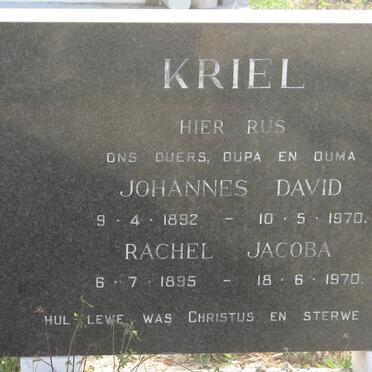 KRIEL
HIER RUS
ONS OUERS, OUPA EN OUMA
JOHANNES DAVID
9 · 4 · 1892 – 10 · 5 · 1970.
RACHEL JACOBA
6 · 7 · 1895 – 18 · 6 · 1970.
HUL LEWE WAS CHRISTUS EN STERWE